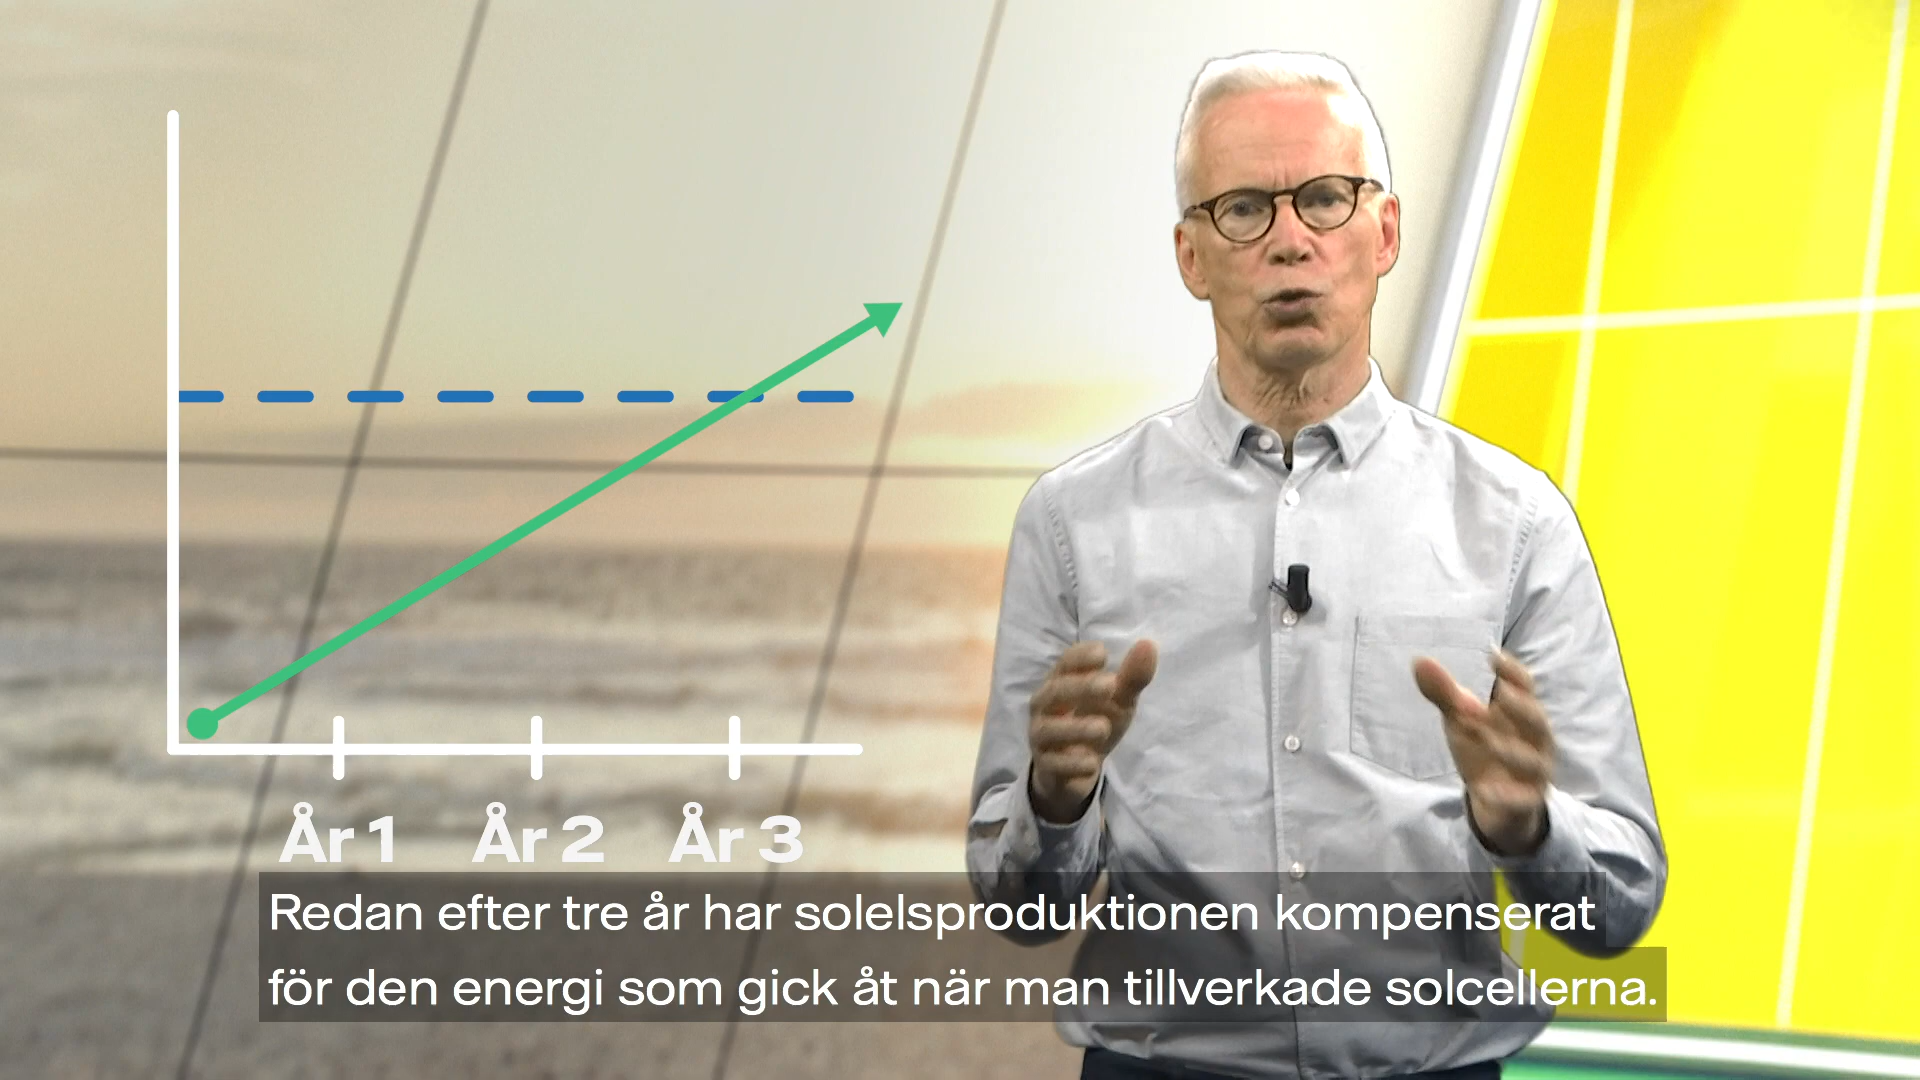 År 1 År 2 År 3
Redan efter tre år har solelsproduktionen kompenserat
för den energi som gick åt när man tillverkade solcellerna.